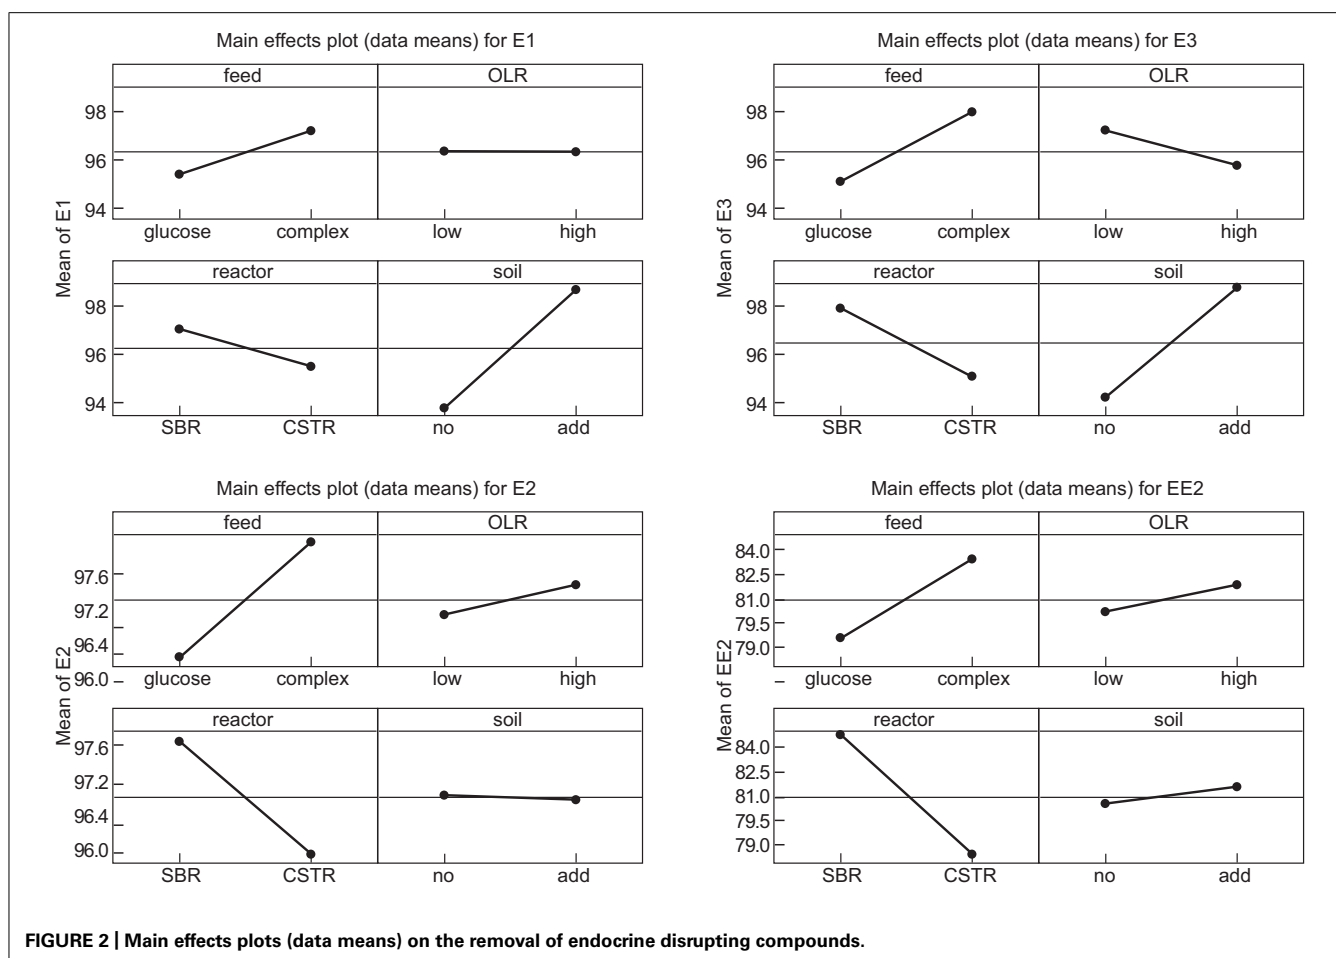 Main effects plot (data means) for E1
feed OLR
98
96
94
glucose complex low high
Mean of E1
reactor soil
98
96
94
SBR CSTR no add
Main effects plot (data means) for E3
feed OLR
98
96
94
glucose complex low high
Mean of E3
reactor soil
98
96
94
SBR CSTR no add
Main effects plot (data means) for E2
feed OLR
97.6
97.2
96.4
96.0
glucose complex low high
Mean of E2
reactor soil
97.6
97.2
96.4
96.0
SBR CSTR no add
Main effects plot (data means) for EE2
feed OLR
84.0
82.5
81.0
79.5
79.0
glucose complex low high
Mean of EE2
reactor soil
84.0
82.5
81.0
79.5
79.0
SBR CSTR no add
FIGURE 2 | Main effects plots (data means) on the removal of endocrine disrupting compounds.